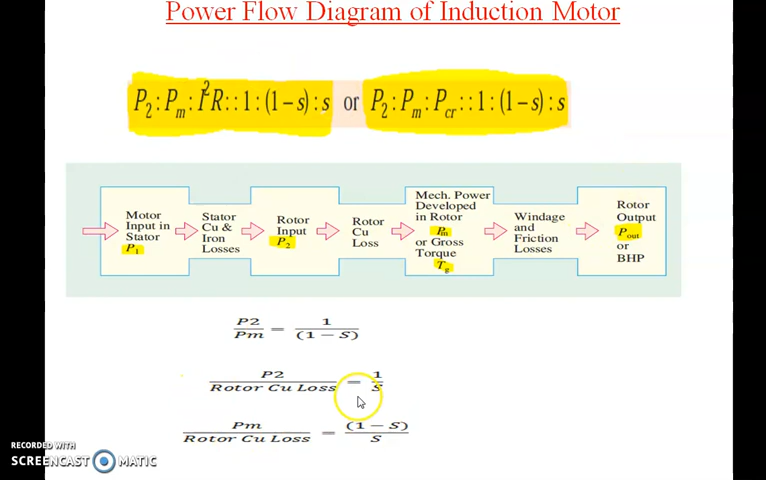 Power Flow Diagram of Induction Motor
P₂ : Pₘ : I²R : : 1 : (1 − s) : s or P₂ : Pₘ : P_cr : : 1 : (1 − s) : s
Motor
Input in
Stator
P₁
Stator
Cu &
Iron
Losses
Rotor
Input
P₂
Rotor
Cu
Loss
Mech. Power
Developed
in Rotor
Pₘ
or Gross
Torque
T_g
Windage
and
Friction
Losses
Rotor
Output
P_out
or
BHP
P2 / Pm = 1 / (1 − S)
P2 / Rotor Cu Loss = 1 / S
Pm / Rotor Cu Loss = (1 − S) / S
RECORDED WITH
SCREENCAST MATIC